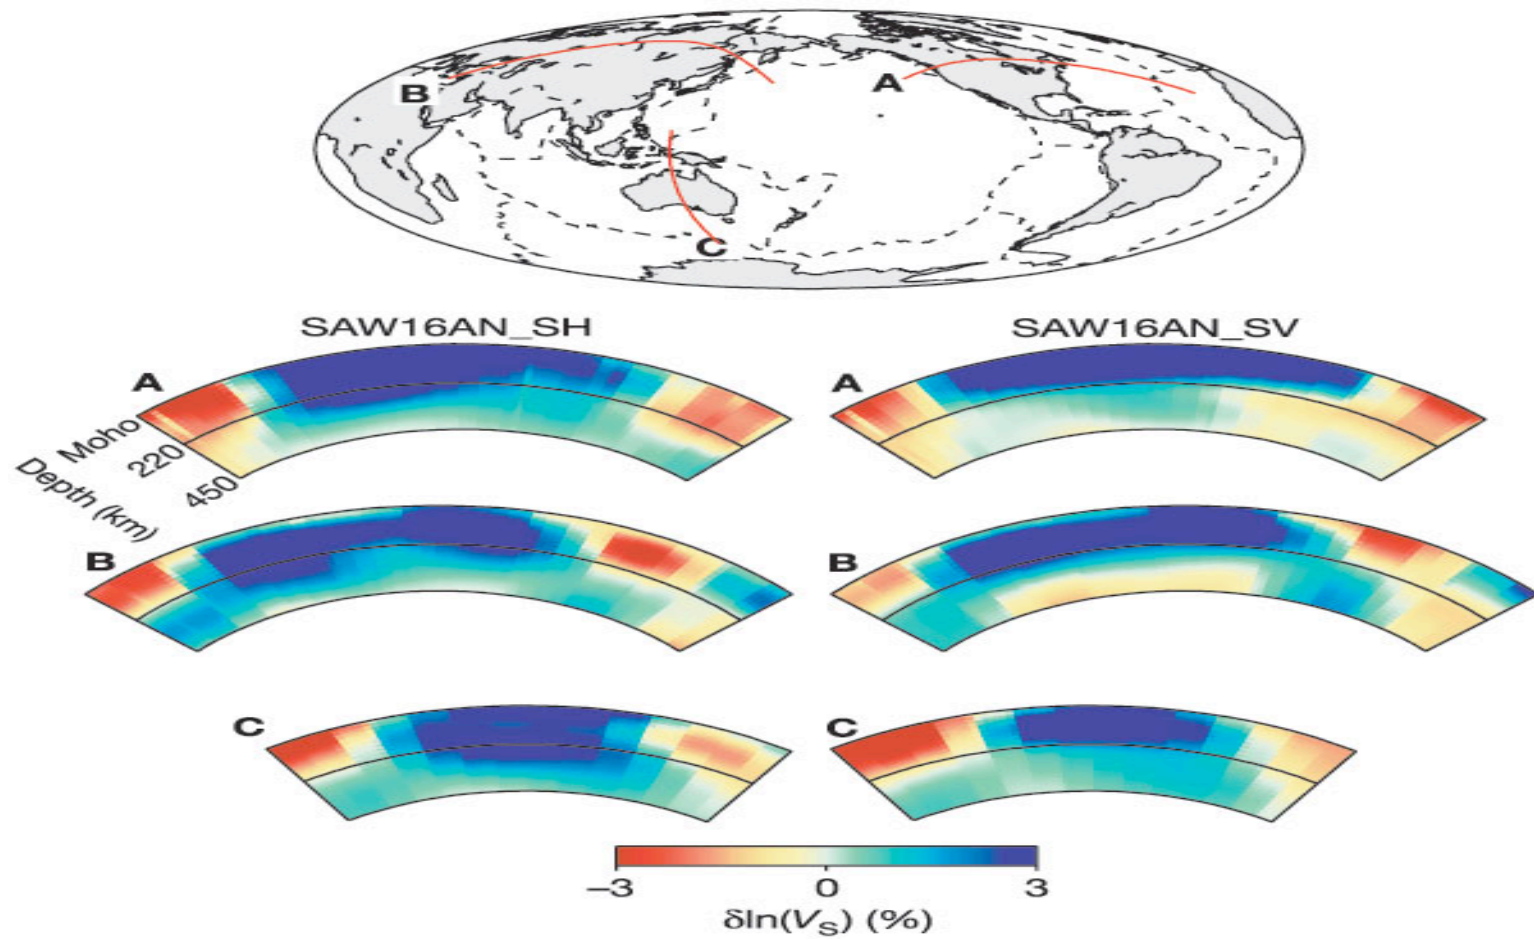 B
A
C
SAW16AN_SH
SAW16AN_SV
A
A
Moho
220
450
Depth (km)
B
B
C
C
−3
0
3
δln(VS) (%)